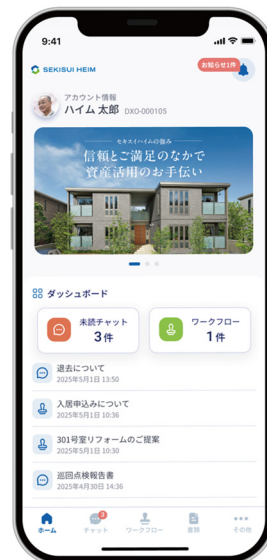 9:41
SEKISUI HEIM
お知らせ1件
アカウント情報
ハイム 太郎 DXO-000105
セキスイハイムの強み
信頼とご満足のなかで
資産活用のお手伝い
ダッシュボード
未読チャット
3件
ワークフロー
1件
退去について
2025年5月1日 13:50
入居申込みについて
2025年5月1日 10:36
301号室リフォームのご提案
2025年5月1日 10:30
巡回点検報告書
2025年4月30日 14:36
3
ホーム
チャット
ワークフロー
書類
その他